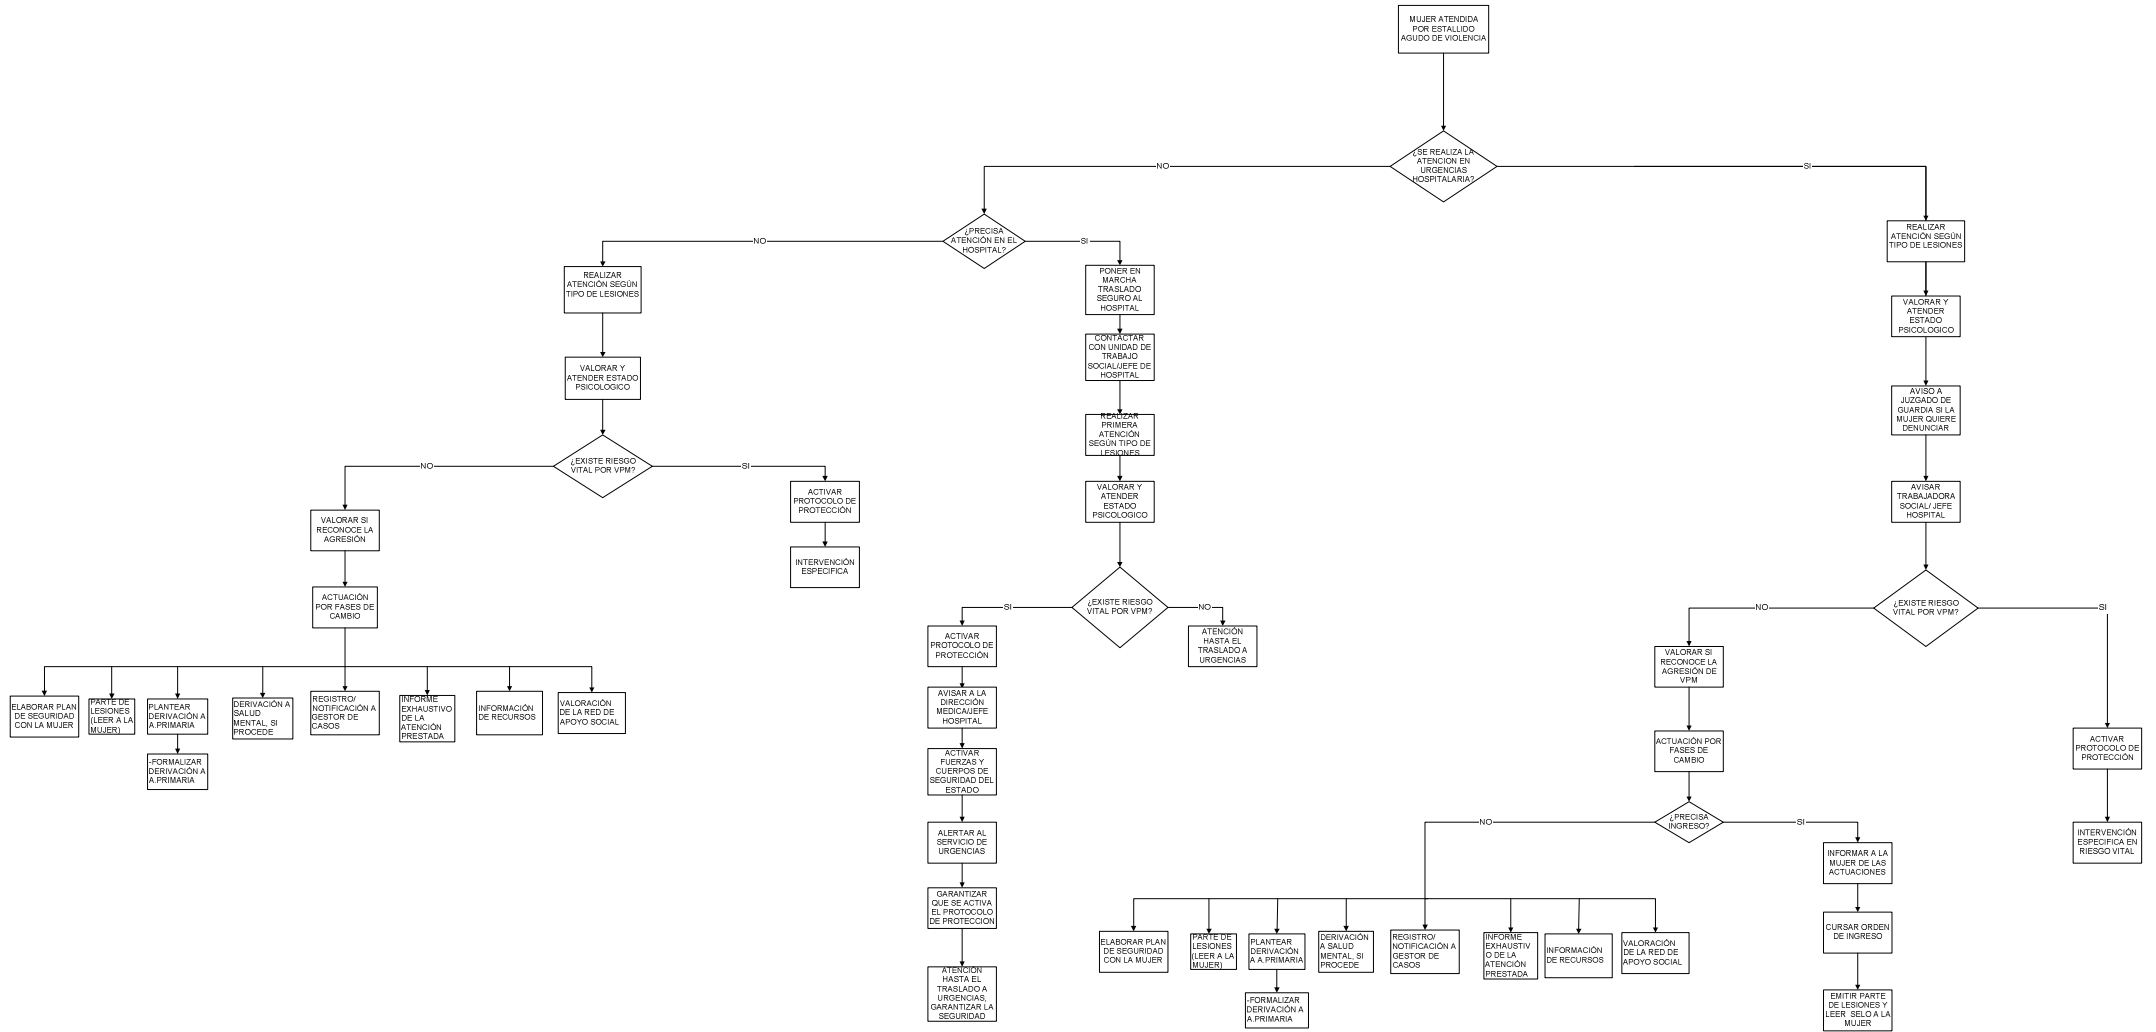 MUJER ATENDIDA
POR ESTALLIDO
AGUDO DE VIOLENCIA
¿SE REALIZA LA
ATENCION EN
URGENCIAS
HOSPITALARIA?
NO
SI
¿PRECISA
ATENCIÓN EN EL
HOSPITAL?
NO
SI
REALIZAR
ATENCIÓN SEGÚN
TIPO DE LESIONES
VALORAR Y
ATENDER ESTADO
PSICOLOGICO
¿EXISTE RIESGO
VITAL POR VPM?
NO
SI
VALORAR SI
RECONOCE LA
AGRESIÓN
ACTUACIÓN
POR FASES DE
CAMBIO
ELABORAR PLAN
DE SEGURIDAD
CON LA MUJER
PARTE DE
LESIONES
(LEER A LA
MUJER)
PLANTEAR
DERIVACIÓN A
A.PRIMARIA
-FORMALIZAR
DERIVACIÓN A
A.PRIMARIA
DERIVACIÓN A
SALUD
MENTAL, SI
PROCEDE
REGISTRO/
NOTIFICACIÓN A
GESTOR DE
CASOS
INFORME
EXHAUSTIVO
DE LA
ATENCIÓN
PRESTADA
INFORMACIÓN
DE RECURSOS
VALORACIÓN
DE LA RED DE
APOYO SOCIAL
ACTIVAR
PROTOCOLO DE
PROTECCIÓN
INTERVENCIÓN
ESPECIFICA
PONER EN
MARCHA
TRASLADO
SEGURO AL
HOSPITAL
CONTACTAR
CON UNIDAD DE
TRABAJO
SOCIAL/JEFE DE
HOSPITAL
REALIZAR
PRIMERA
ATENCIÓN
SEGÚN TIPO DE
LESIONES
VALORAR Y
ATENDER
ESTADO
PSICOLOGICO
¿EXISTE RIESGO
VITAL POR VPM?
SI
NO
ACTIVAR
PROTOCOLO DE
PROTECCIÓN
AVISAR A LA
DIRECCIÓN
MEDICA/JEFE
HOSPITAL
ACTIVAR
FUERZAS Y
CUERPOS DE
SEGURIDAD DEL
ESTADO
ALERTAR AL
SERVICIO DE
URGENCIAS
GARANTIZAR
QUE SE ACTIVA
EL PROTOCOLO
DE PROTECCION
ATENCIÓN
HASTA EL
TRASLADO A
URGENCIAS,
GARANTIZAR LA
SEGURIDAD
ATENCIÓN
HASTA EL
TRASLADO A
URGENCIAS
REALIZAR
ATENCIÓN SEGÚN
TIPO DE LESIONES
VALORAR Y
ATENDER
ESTADO
PSICOLOGICO
AVISO A
JUZGADO DE
GUARDIA SI LA
MUJER QUIERE
DENUNCIAR
AVISAR
TRABAJADORA
SOCIAL/ JEFE
HOSPITAL
¿EXISTE RIESGO
VITAL POR VPM?
NO
SI
VALORAR SI
RECONOCE LA
AGRESIÓN DE
VPM
ACTUACIÓN POR
FASES DE
CAMBIO
¿PRECISA
INGRESO?
NO
SI
ELABORAR PLAN
DE SEGURIDAD
CON LA MUJER
PARTE DE
LESIONES
(LEER A LA
MUJER)
PLANTEAR
DERIVACIÓN
A A.PRIMARIA
-FORMALIZAR
DERIVACIÓN A
A.PRIMARIA
DERIVACIÓN
A SALUD
MENTAL, SI
PROCEDE
REGISTRO/
NOTIFICACIÓN A
GESTOR DE
CASOS
INFORME
EXHAUSTIV
O DE LA
ATENCIÓN
PRESTADA
INFORMACIÓN
DE RECURSOS
VALORACIÓN
DE LA RED DE
APOYO SOCIAL
INFORMAR A LA
MUJER DE LAS
ACTUACIONES
CURSAR ORDEN
DE INGRESO
EMITIR PARTE
DE LESIONES Y
LEER SELO A LA
MUJER
ACTIVAR
PROTOCOLO DE
PROTECCIÓN
INTERVENCIÓN
ESPECIFICA EN
RIESGO VITAL